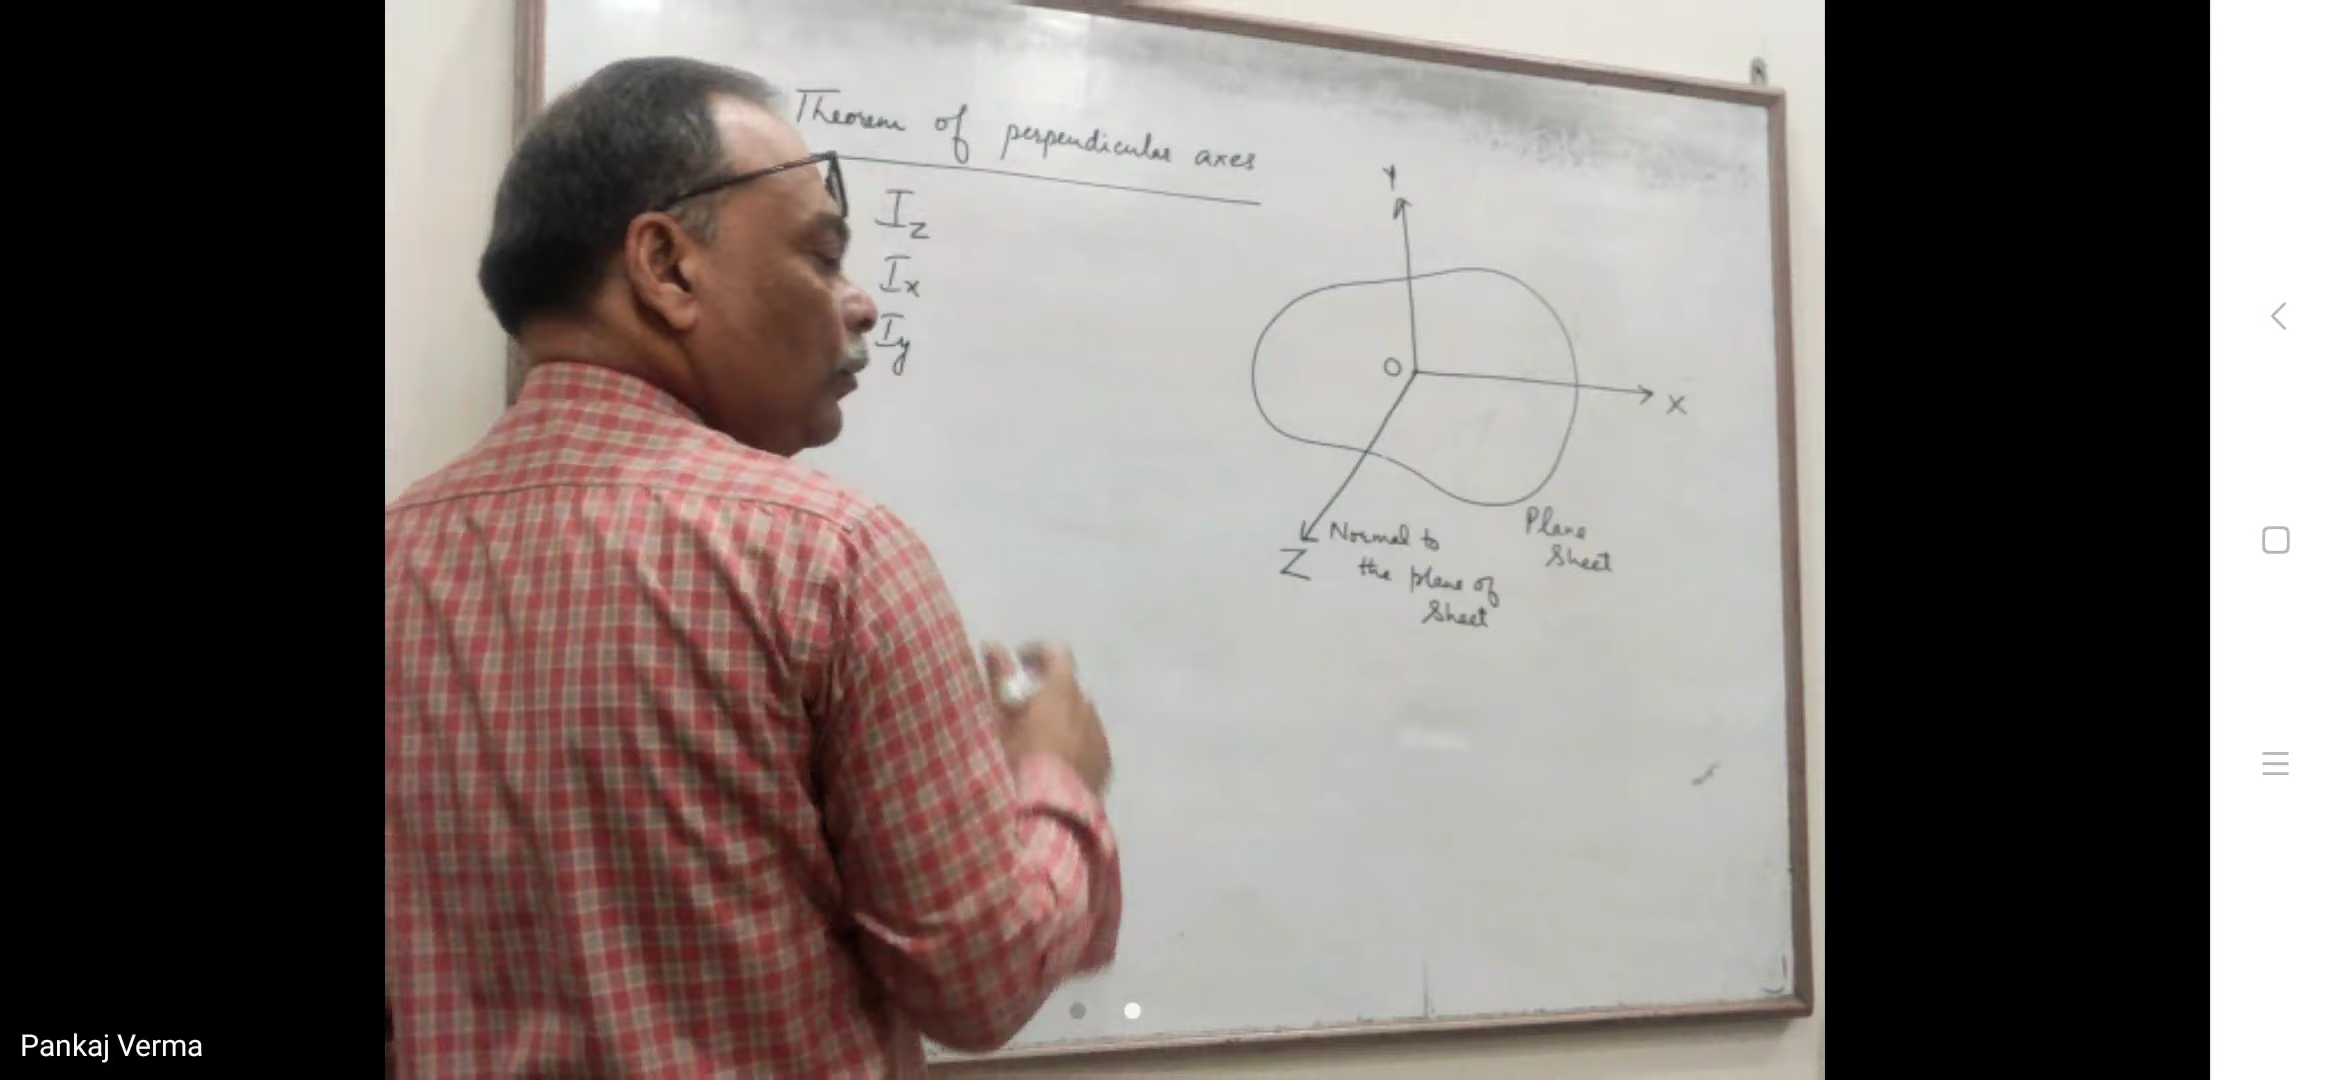 Theorem of perpendicular axes
Iz
Ix
Iy
Y
O
X
Z
Normal to
the plane of
Sheet
Plane
Sheet
Pankaj Verma